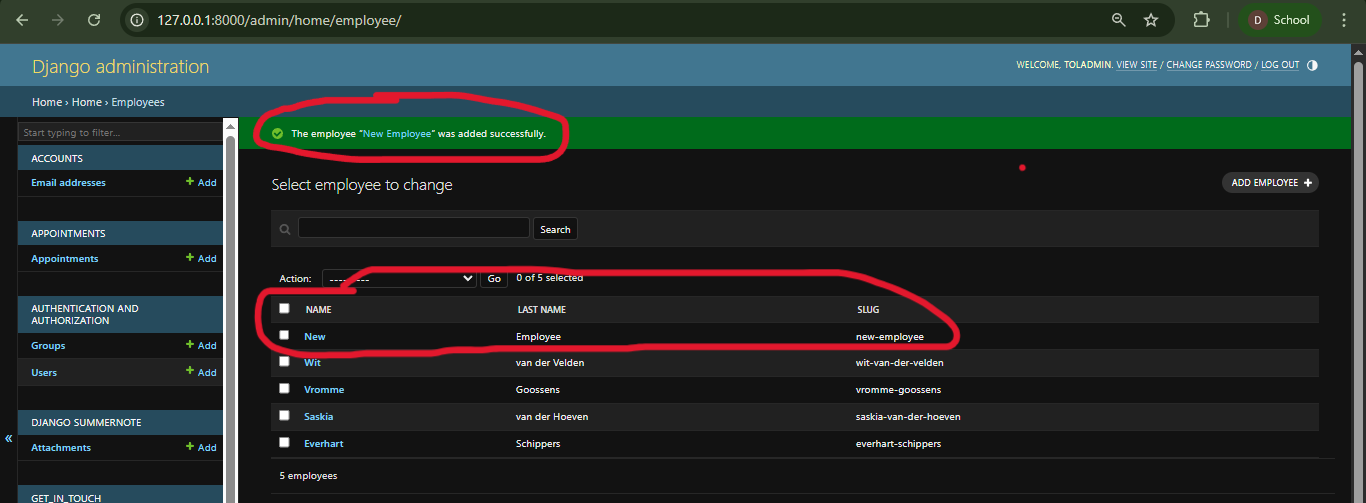 127.0.0.1:8000/admin/home/employee/
D School
Django administration
WELCOME, TOLADMIN. VIEW SITE / CHANGE PASSWORD / LOG OUT
Home › Home › Employees
Start typing to filter...
ACCOUNTS
Email addresses + Add
APPOINTMENTS
Appointments + Add
AUTHENTICATION AND
AUTHORIZATION
Groups + Add
Users + Add
DJANGO SUMMERNOTE
Attachments + Add
GET_IN_TOUCH
«
The employee “New Employee” was added successfully.
Select employee to change
ADD EMPLOYEE +
Search
Action: --------- Go 0 of 5 selected
NAME LAST NAME SLUG
New Employee new-employee
Wit van der Velden wit-van-der-velden
Vromme Goossens vromme-goossens
Saskia van der Hoeven saskia-van-der-hoeven
Everhart Schippers everhart-schippers
5 employees